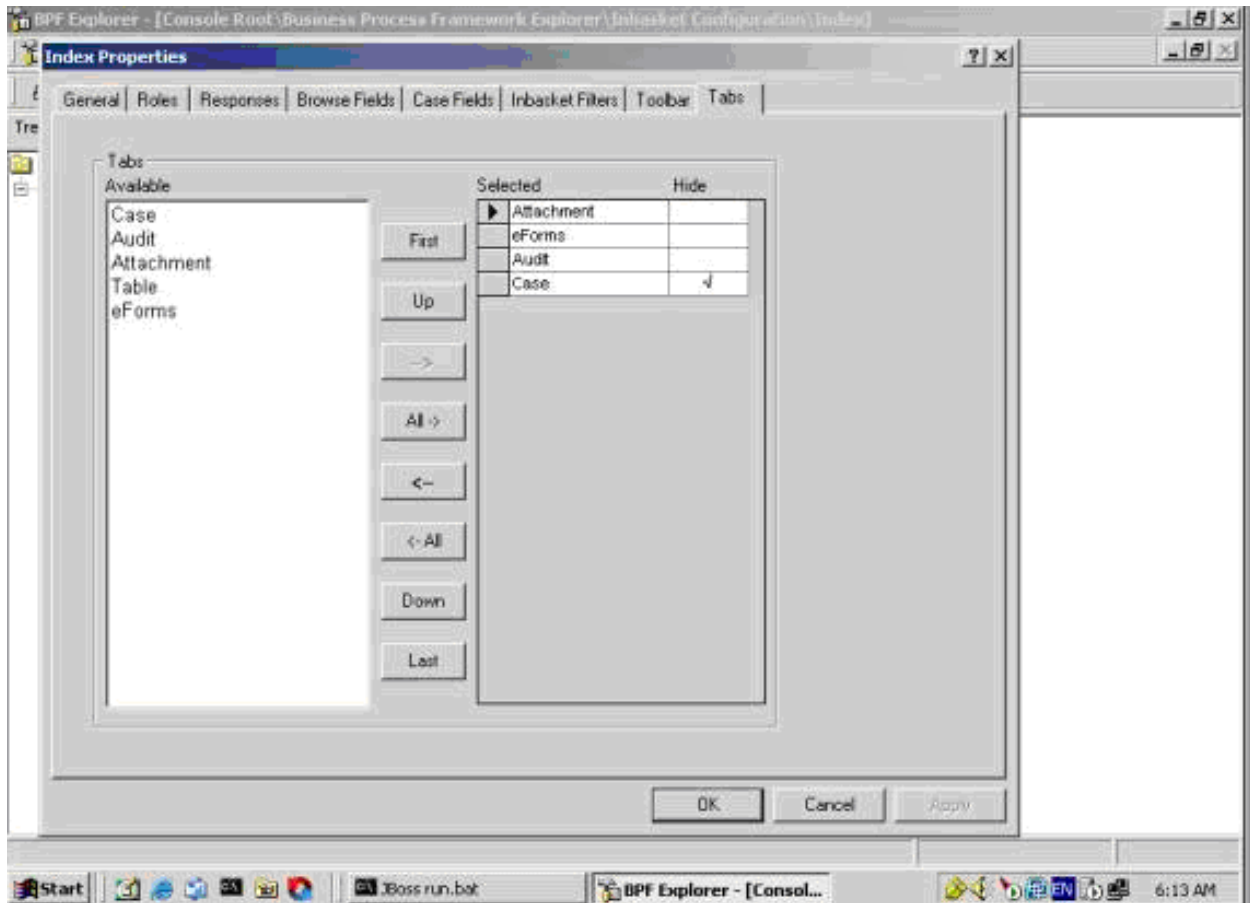 BPF Explorer - [Console Root\Business Process Framework Explorer\Inbasket Configuration\Index]
Index Properties
General Roles Responses Browse Fields Case Fields Inbasket Filters Toolbar Tabs
Tre
Tabs
Available
Selected Hide
Case
Audit
Attachment
Table
eForms
First
Up
-->
All ->
<--
<- All
Down
Last
Attachment
eForms
Audit
Case √
OK Cancel Apply
Start JBoss run.bat BPF Explorer - [Consol... EN 6:13 AM